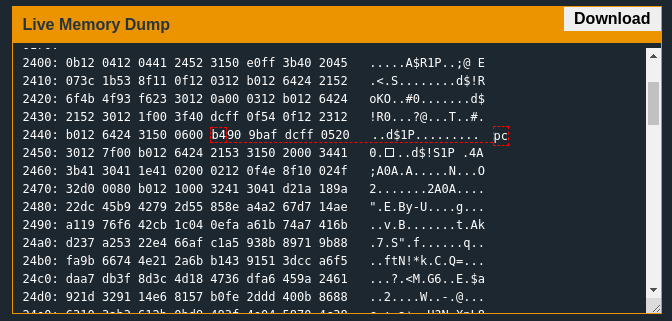 Live Memory Dump
Download
2400: 0b12 0412 0441 2452 3150 e0ff 3b40 2045 .....A$R1P..;@ E
2410: 073c 1b53 8f11 0f12 0312 b012 6424 2152 .<.S........d$!R
2420: 6f4b 4f93 f623 3012 0a00 0312 b012 6424 oKO..#0.......d$
2430: 2152 3012 1f00 3f40 dcff 0f54 0f12 2312 !R0...?@...T..#.
2440: b012 6424 3150 0600 b490 9baf dcff 0520 ..d$1P......... pc
2450: 3012 7f00 b012 6424 2153 3150 2000 3441 0.□..d$!S1P .4A
2460: 3b41 3041 1e41 0200 0212 0f4e 8f10 024f ;A0A.A.....N...O
2470: 32d0 0080 b012 1000 3241 3041 d21a 189a 2.......2A0A....
2480: 22dc 45b9 4279 2d55 858e a4a2 67d7 14ae ".E.By-U....g...
2490: a119 76f6 42cb 1c04 0efa a61b 74a7 416b ..v.B.......t.Ak
24a0: d237 a253 22e4 66af c1a5 938b 8971 9b88 .7.S".f......q..
24b0: fa9b 6674 4e21 2a6b b143 9151 3dcc a6f5 ..ftN!*k.C.Q=...
24c0: daa7 db3f 8d3c 4d18 4736 dfa6 459a 2461 ...?.<M.G6..E.$a
24d0: 921d 3291 14e6 8157 b0fe 2ddd 400b 8688 ..2....W..-.@...